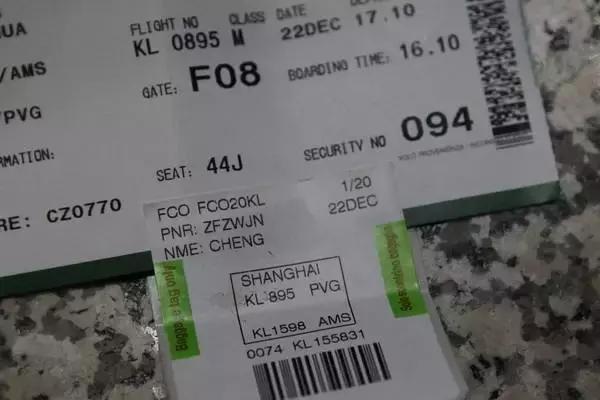 UA
FLIGHT NO CLASS DATE
KL 0895 M 22DEC 17.10
/AMS
GATE: F08 BOARDING TIME: 16.10
/PVG
RMATION:
SEAT: 44J SECURITY NO 094
RE: CZ0770
FCO FCO20KL 1/20
PNR: ZFZWJN 22DEC
NME: CHENG
SHANGHAI
KL 895 PVG
KL1598 AMS
0074 KL155831